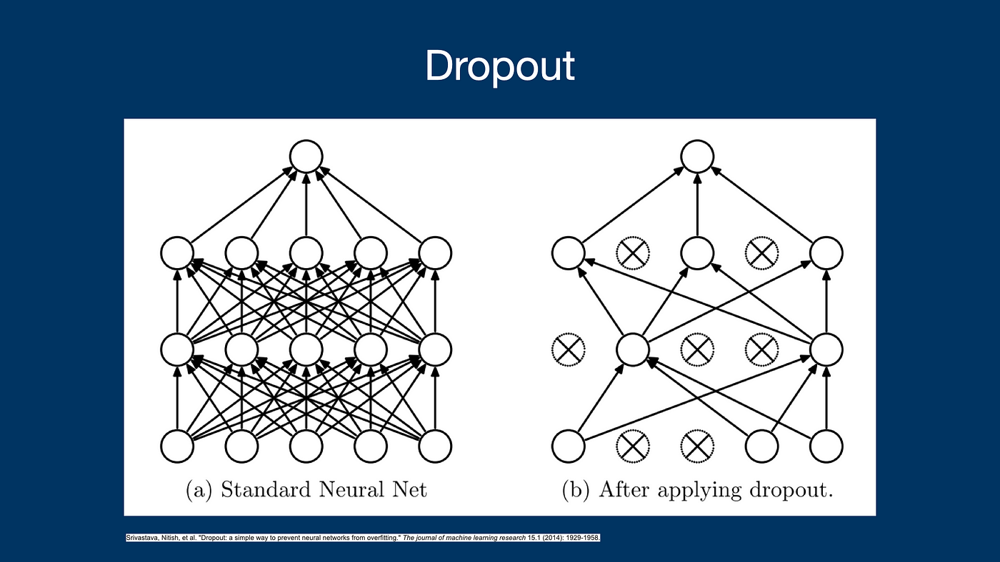 Dropout
(a) Standard Neural Net
(b) After applying dropout.
Srivastava, Nitish, et al. "Dropout: a simple way to prevent neural networks from overfitting." The journal of machine learning research 15.1 (2014): 1929-1958.